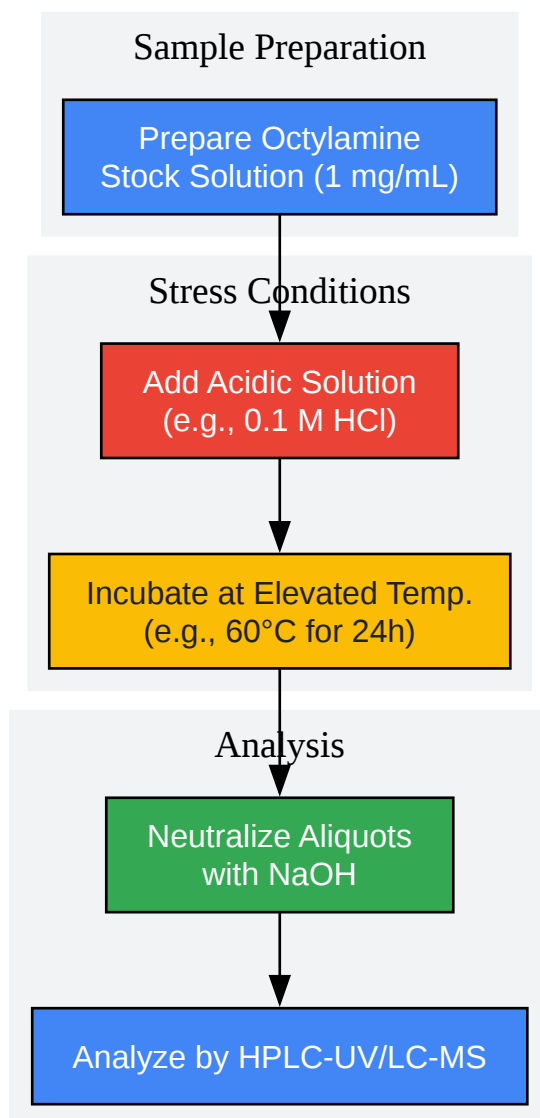 Sample Preparation
Prepare Octylamine
Stock Solution (1 mg/mL)
Stress Conditions
Add Acidic Solution
(e.g., 0.1 M HCl)
Incubate at Elevated Temp.
(e.g., 60°C for 24h)
Analysis
Neutralize Aliquots
with NaOH
Analyze by HPLC-UV/LC-MS